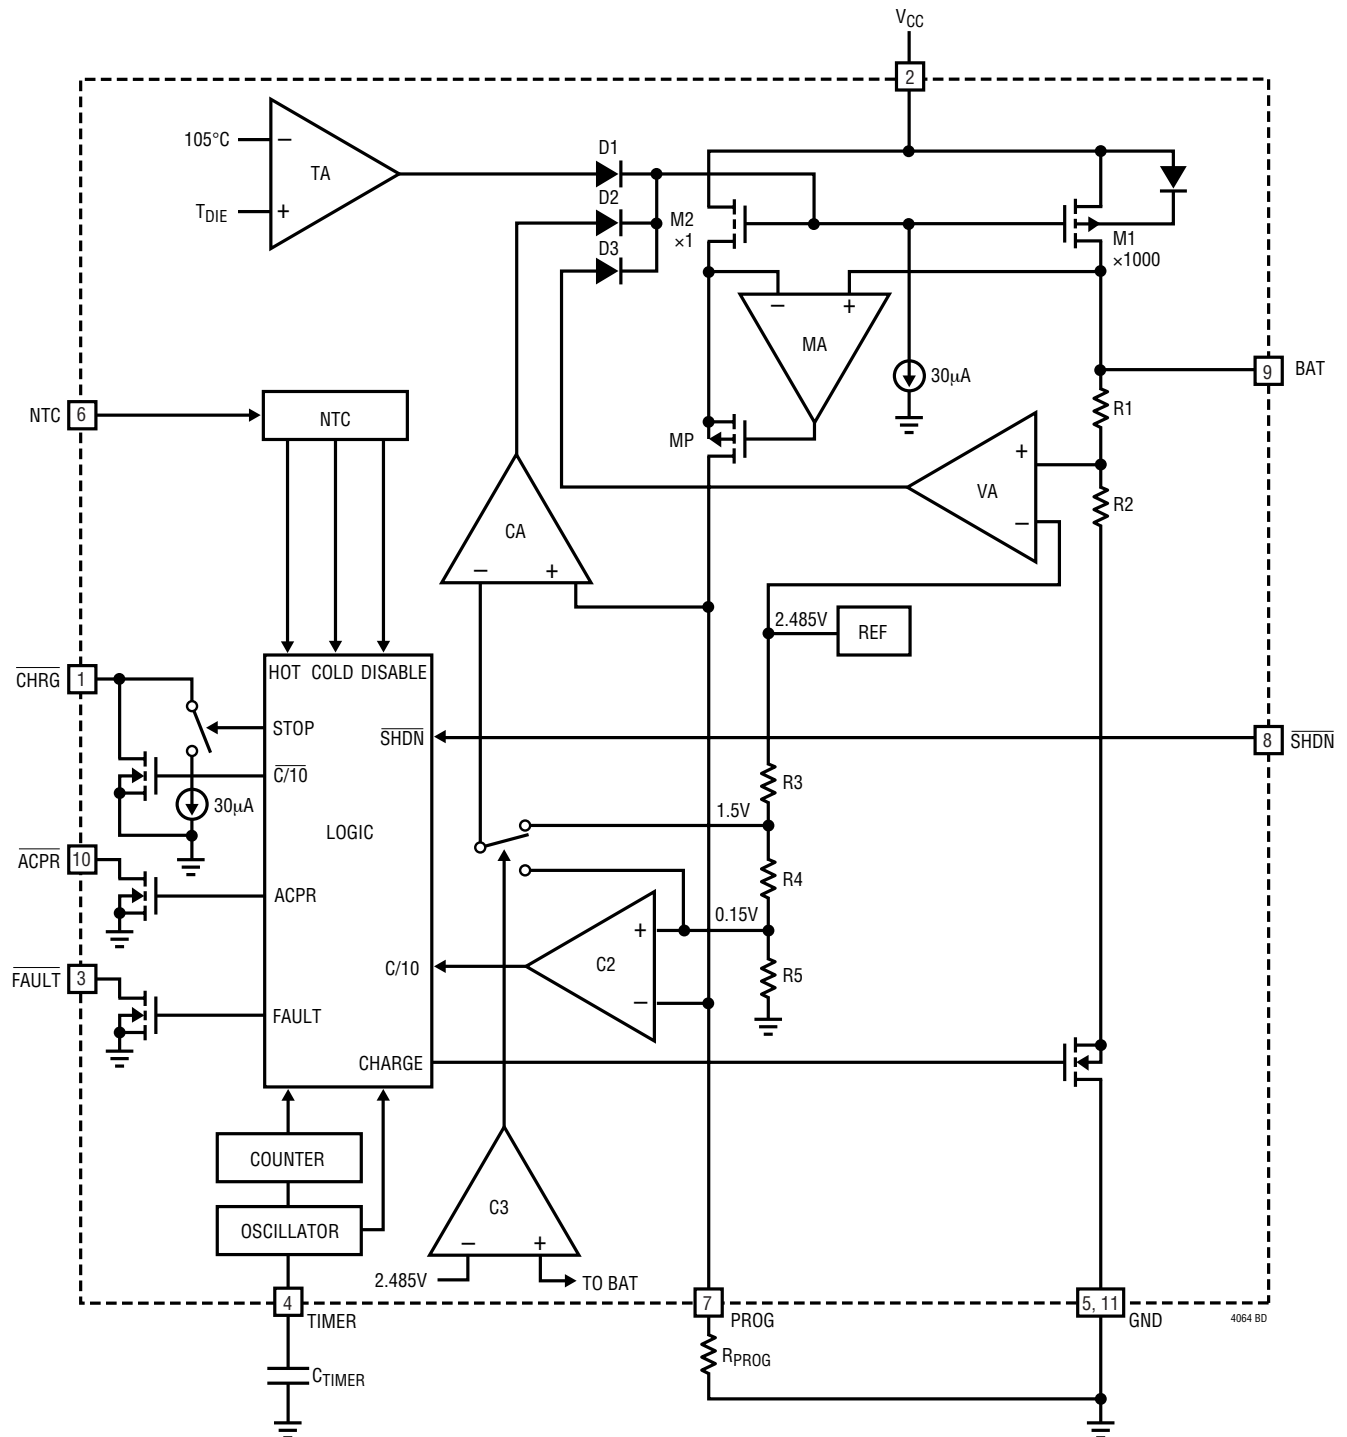 VCC
2
105°C
−
TA
TDIE
+
D1
D2
D3
M2
×1
M1
×1000
−
+
MA
30µA
9
BAT
R1
NTC
6
NTC
MP
+
VA
−
R2
CA
−
+
2.485V
REF
CHRG
1
HOT
COLD
DISABLE
STOP
SHDN
8
SHDN
C/10
30µA
LOGIC
R3
1.5V
ACPR
10
ACPR
R4
0.15V
+
C2
−
C/10
R5
FAULT
3
FAULT
CHARGE
COUNTER
OSCILLATOR
C3
−
+
2.485V
TO BAT
4
TIMER
7
PROG
5, 11
GND
4064 BD
RPROG
CTIMER